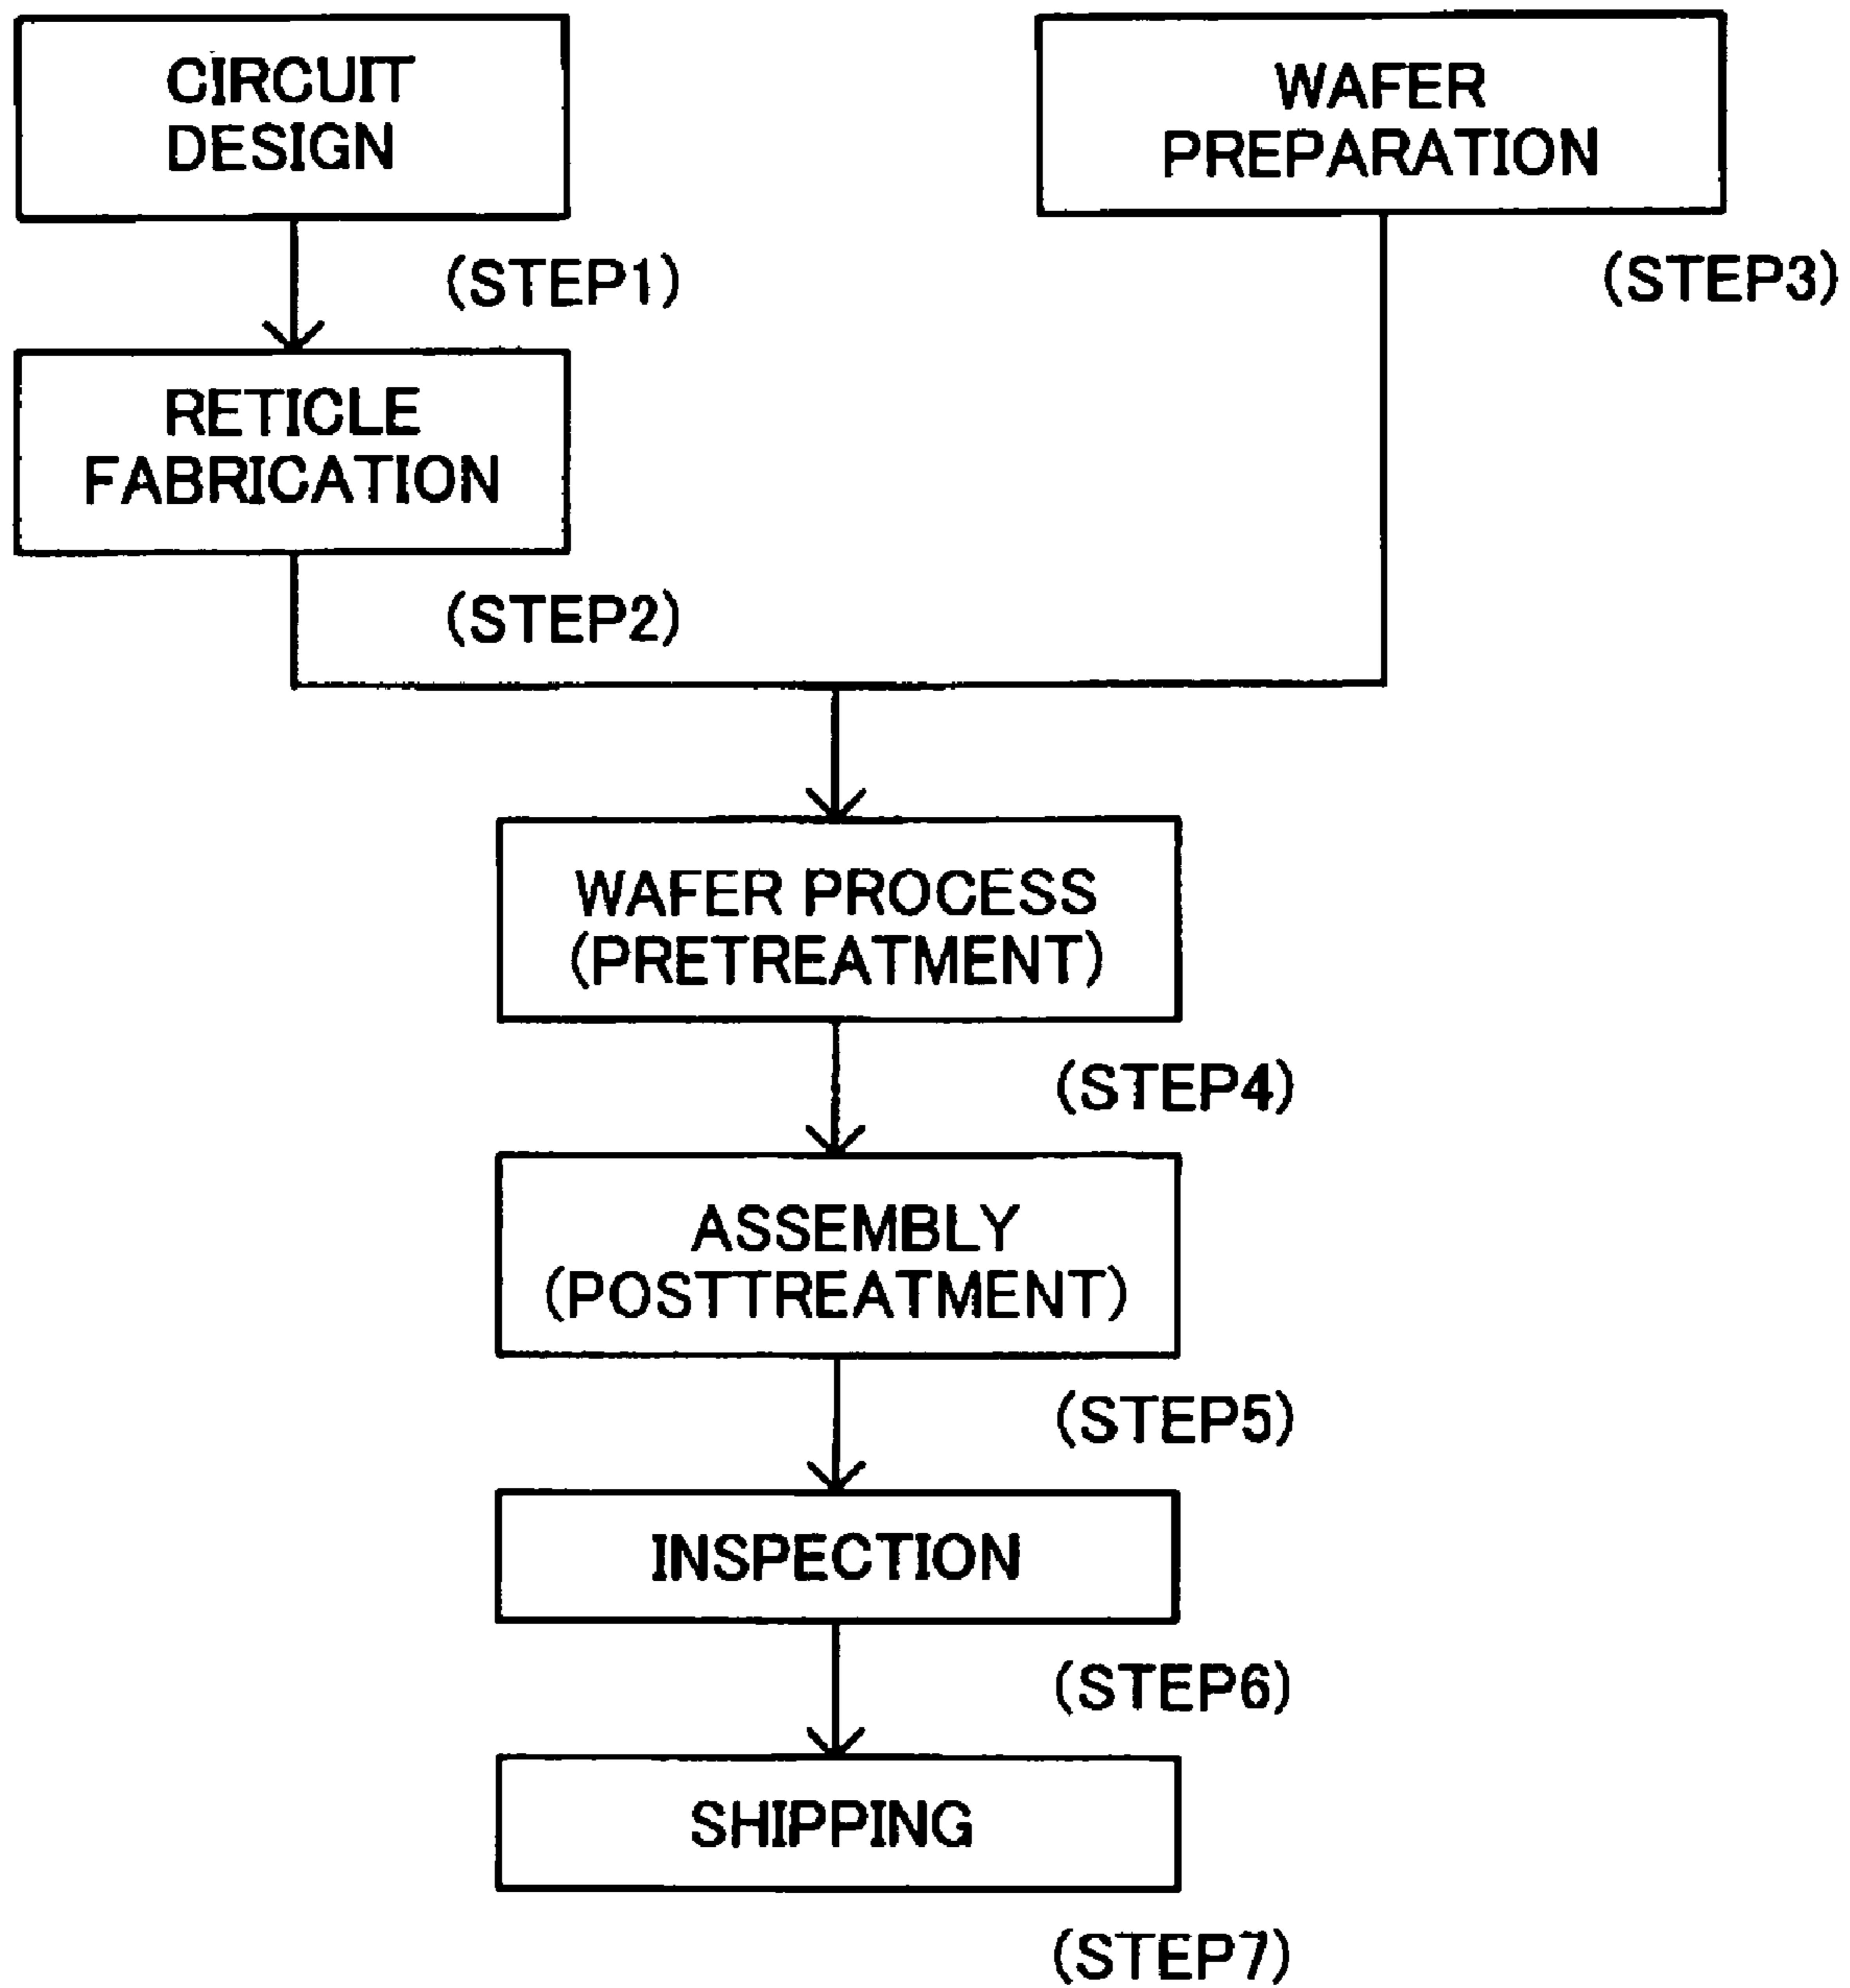 CIRCUIT
DESIGN
(STEP1)
RETICLE
FABRICATION
(STEP2)
WAFER
PREPARATION
(STEP3)
WAFER PROCESS
(PRETREATMENT)
(STEP4)
ASSEMBLY
(POSTTREATMENT)
(STEP5)
INSPECTION
(STEP6)
SHIPPING
(STEP7)